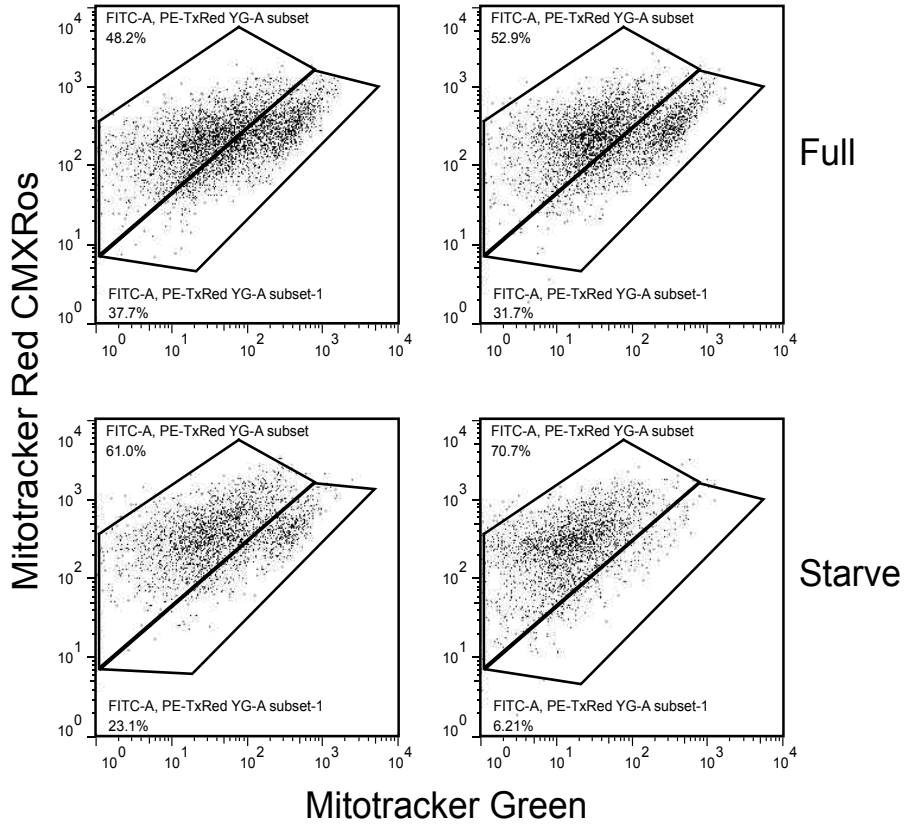 Mitotracker Red CMXRos
FITC-A, PE-TxRed YG-A subset
48.2%
10^4
10^3
10^2
10^1
10^0
FITC-A, PE-TxRed YG-A subset-1
37.7%
10^0 10^1 10^2 10^3 10^4
FITC-A, PE-TxRed YG-A subset
52.9%
10^4
10^3
10^2
10^1
10^0
FITC-A, PE-TxRed YG-A subset-1
31.7%
10^0 10^1 10^2 10^3 10^4
Full
FITC-A, PE-TxRed YG-A subset
61.0%
10^4
10^3
10^2
10^1
10^0
FITC-A, PE-TxRed YG-A subset-1
23.1%
10^0 10^1 10^2 10^3 10^4
FITC-A, PE-TxRed YG-A subset
70.7%
10^4
10^3
10^2
10^1
10^0
FITC-A, PE-TxRed YG-A subset-1
6.21%
10^0 10^1 10^2 10^3 10^4
Starve
Mitotracker Green